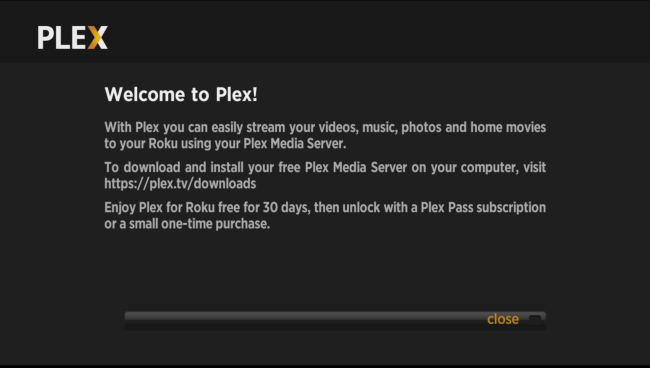 PLEX
Welcome to Plex!
With Plex you can easily stream your videos, music, photos and home movies
to your Roku using your Plex Media Server.
To download and install your free Plex Media Server on your computer, visit
https://plex.tv/downloads
Enjoy Plex for Roku free for 30 days, then unlock with a Plex Pass subscription
or a small one-time purchase.
close